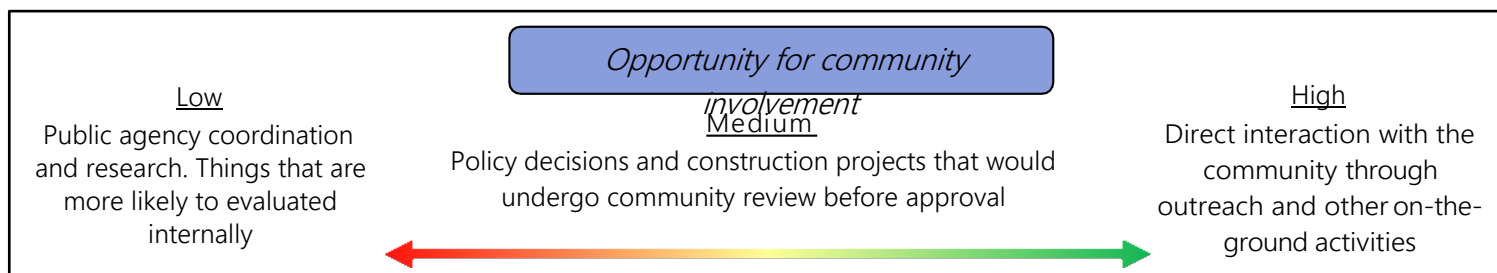 Opportunity for community
involvement
Low
Public agency coordination
and research. Things that are
more likely to evaluated
internally
Medium
Policy decisions and construction projects that would
undergo community review before approval
High
Direct interaction with the
community through
outreach and other on-the-
ground activities